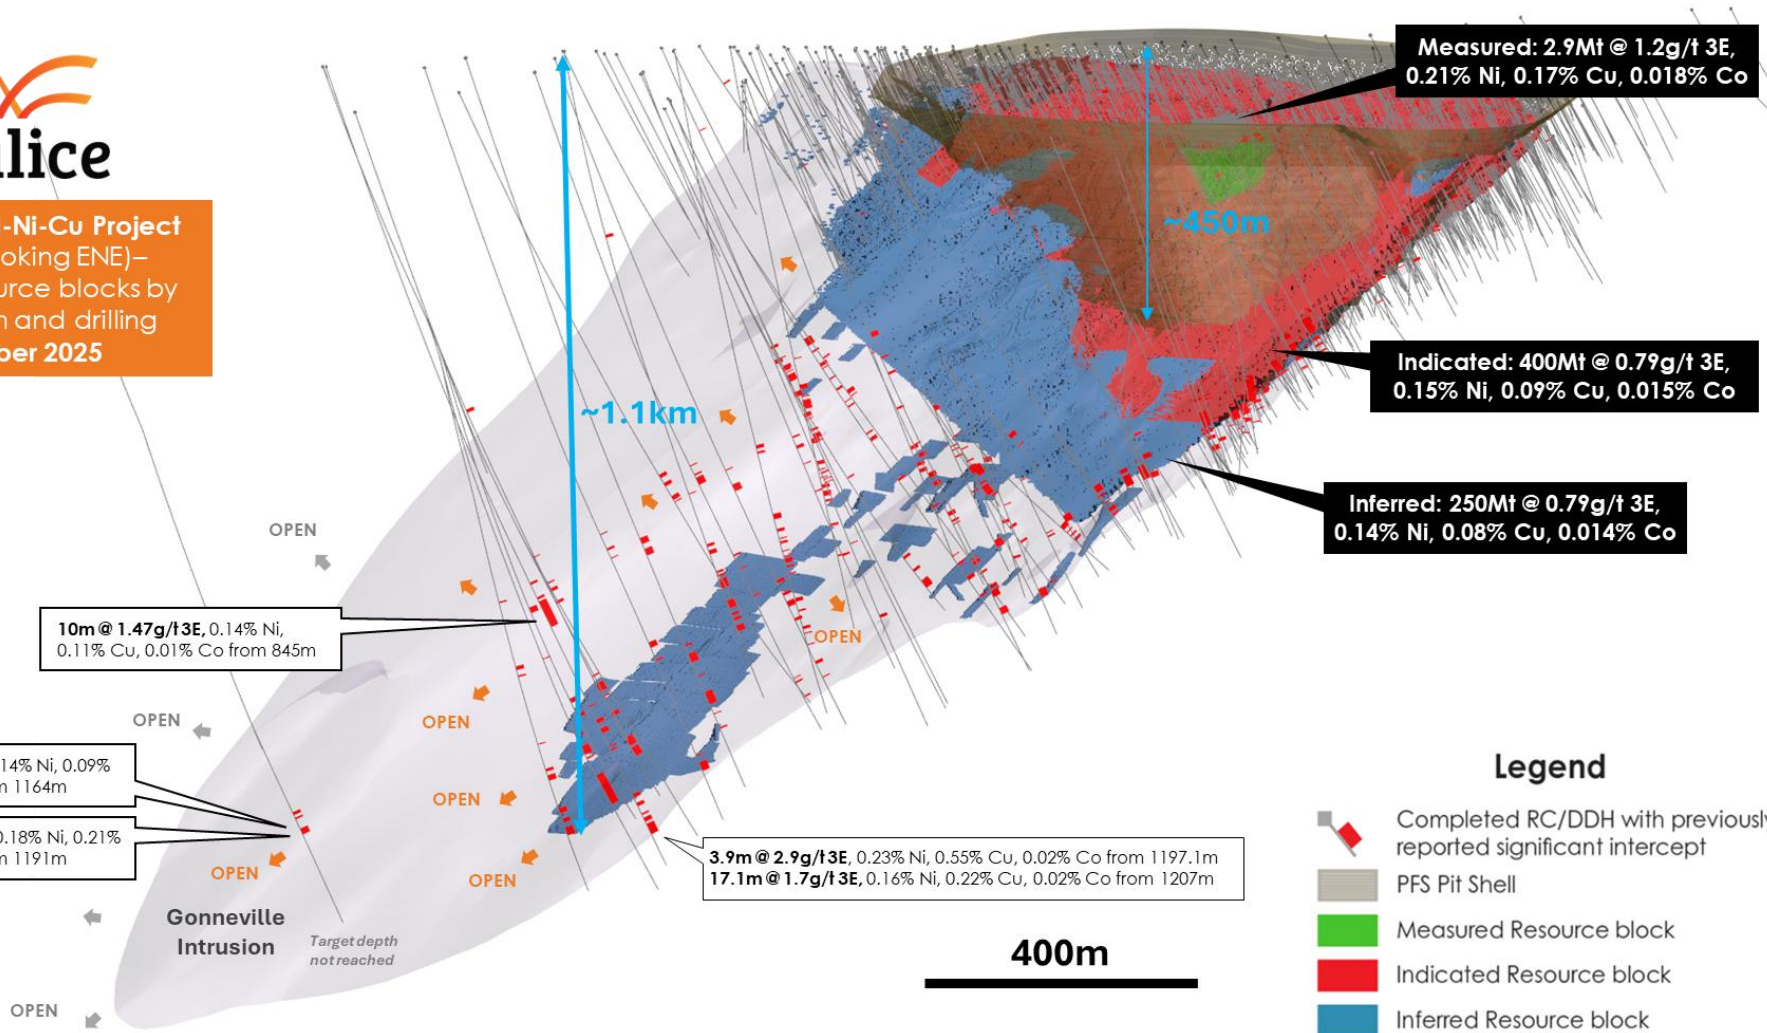 -Ni-Cu Project
ENE)–
blocks by
and drilling
2025
Measured: 2.9Mt @ 1.2g/t 3E,
0.21% Ni, 0.17% Cu, 0.018% Co
~450m
~1.1km
Indicated: 400Mt @ 0.79g/t 3E,
0.15% Ni, 0.09% Cu, 0.015% Co
Inferred: 250Mt @ 0.79g/t 3E,
0.14% Ni, 0.08% Cu, 0.014% Co
OPEN
10m @ 1.47g/t 3E, 0.14% Ni,
0.11% Cu, 0.01% Co from 845m
OPEN
OPEN
OPEN
14% Ni, 0.09%
1164m
OPEN
0.18% Ni, 0.21%
1191m
OPEN
OPEN
3.9m @ 2.9g/t 3E, 0.23% Ni, 0.55% Cu, 0.02% Co from 1197.1m
17.1m @ 1.7g/t 3E, 0.16% Ni, 0.22% Cu, 0.02% Co from 1207m
Gonneville
Intrusion
Target depth
not reached
OPEN
400m
Legend
Completed RC/DDH with previously
reported significant intercept
PFS Pit Shell
Measured Resource block
Indicated Resource block
Inferred Resource block